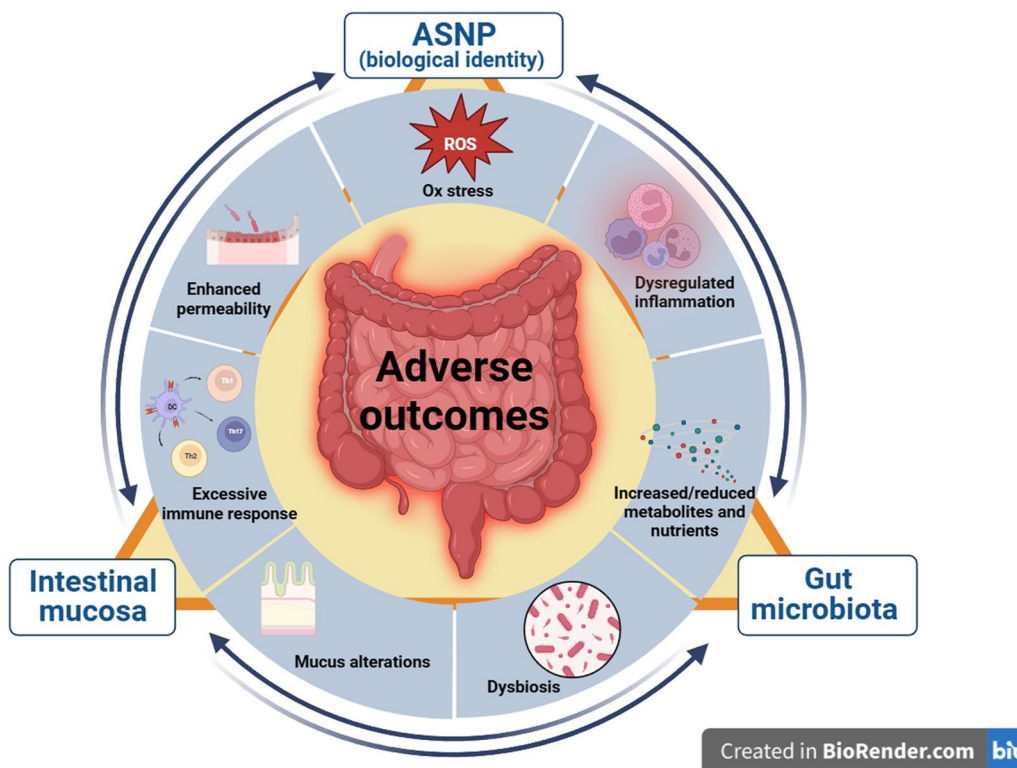 ASNP
(biological identity)
ROS
Ox stress
Dysregulated
inflammation
Enhanced
permeability
Adverse
outcomes
Th1
DC
Th17
Th2
Excessive
immune response
Increased/reduced
metabolites and
nutrients
Intestinal
mucosa
Gut
microbiota
Mucus alterations
Dysbiosis
Created in BioRender.com